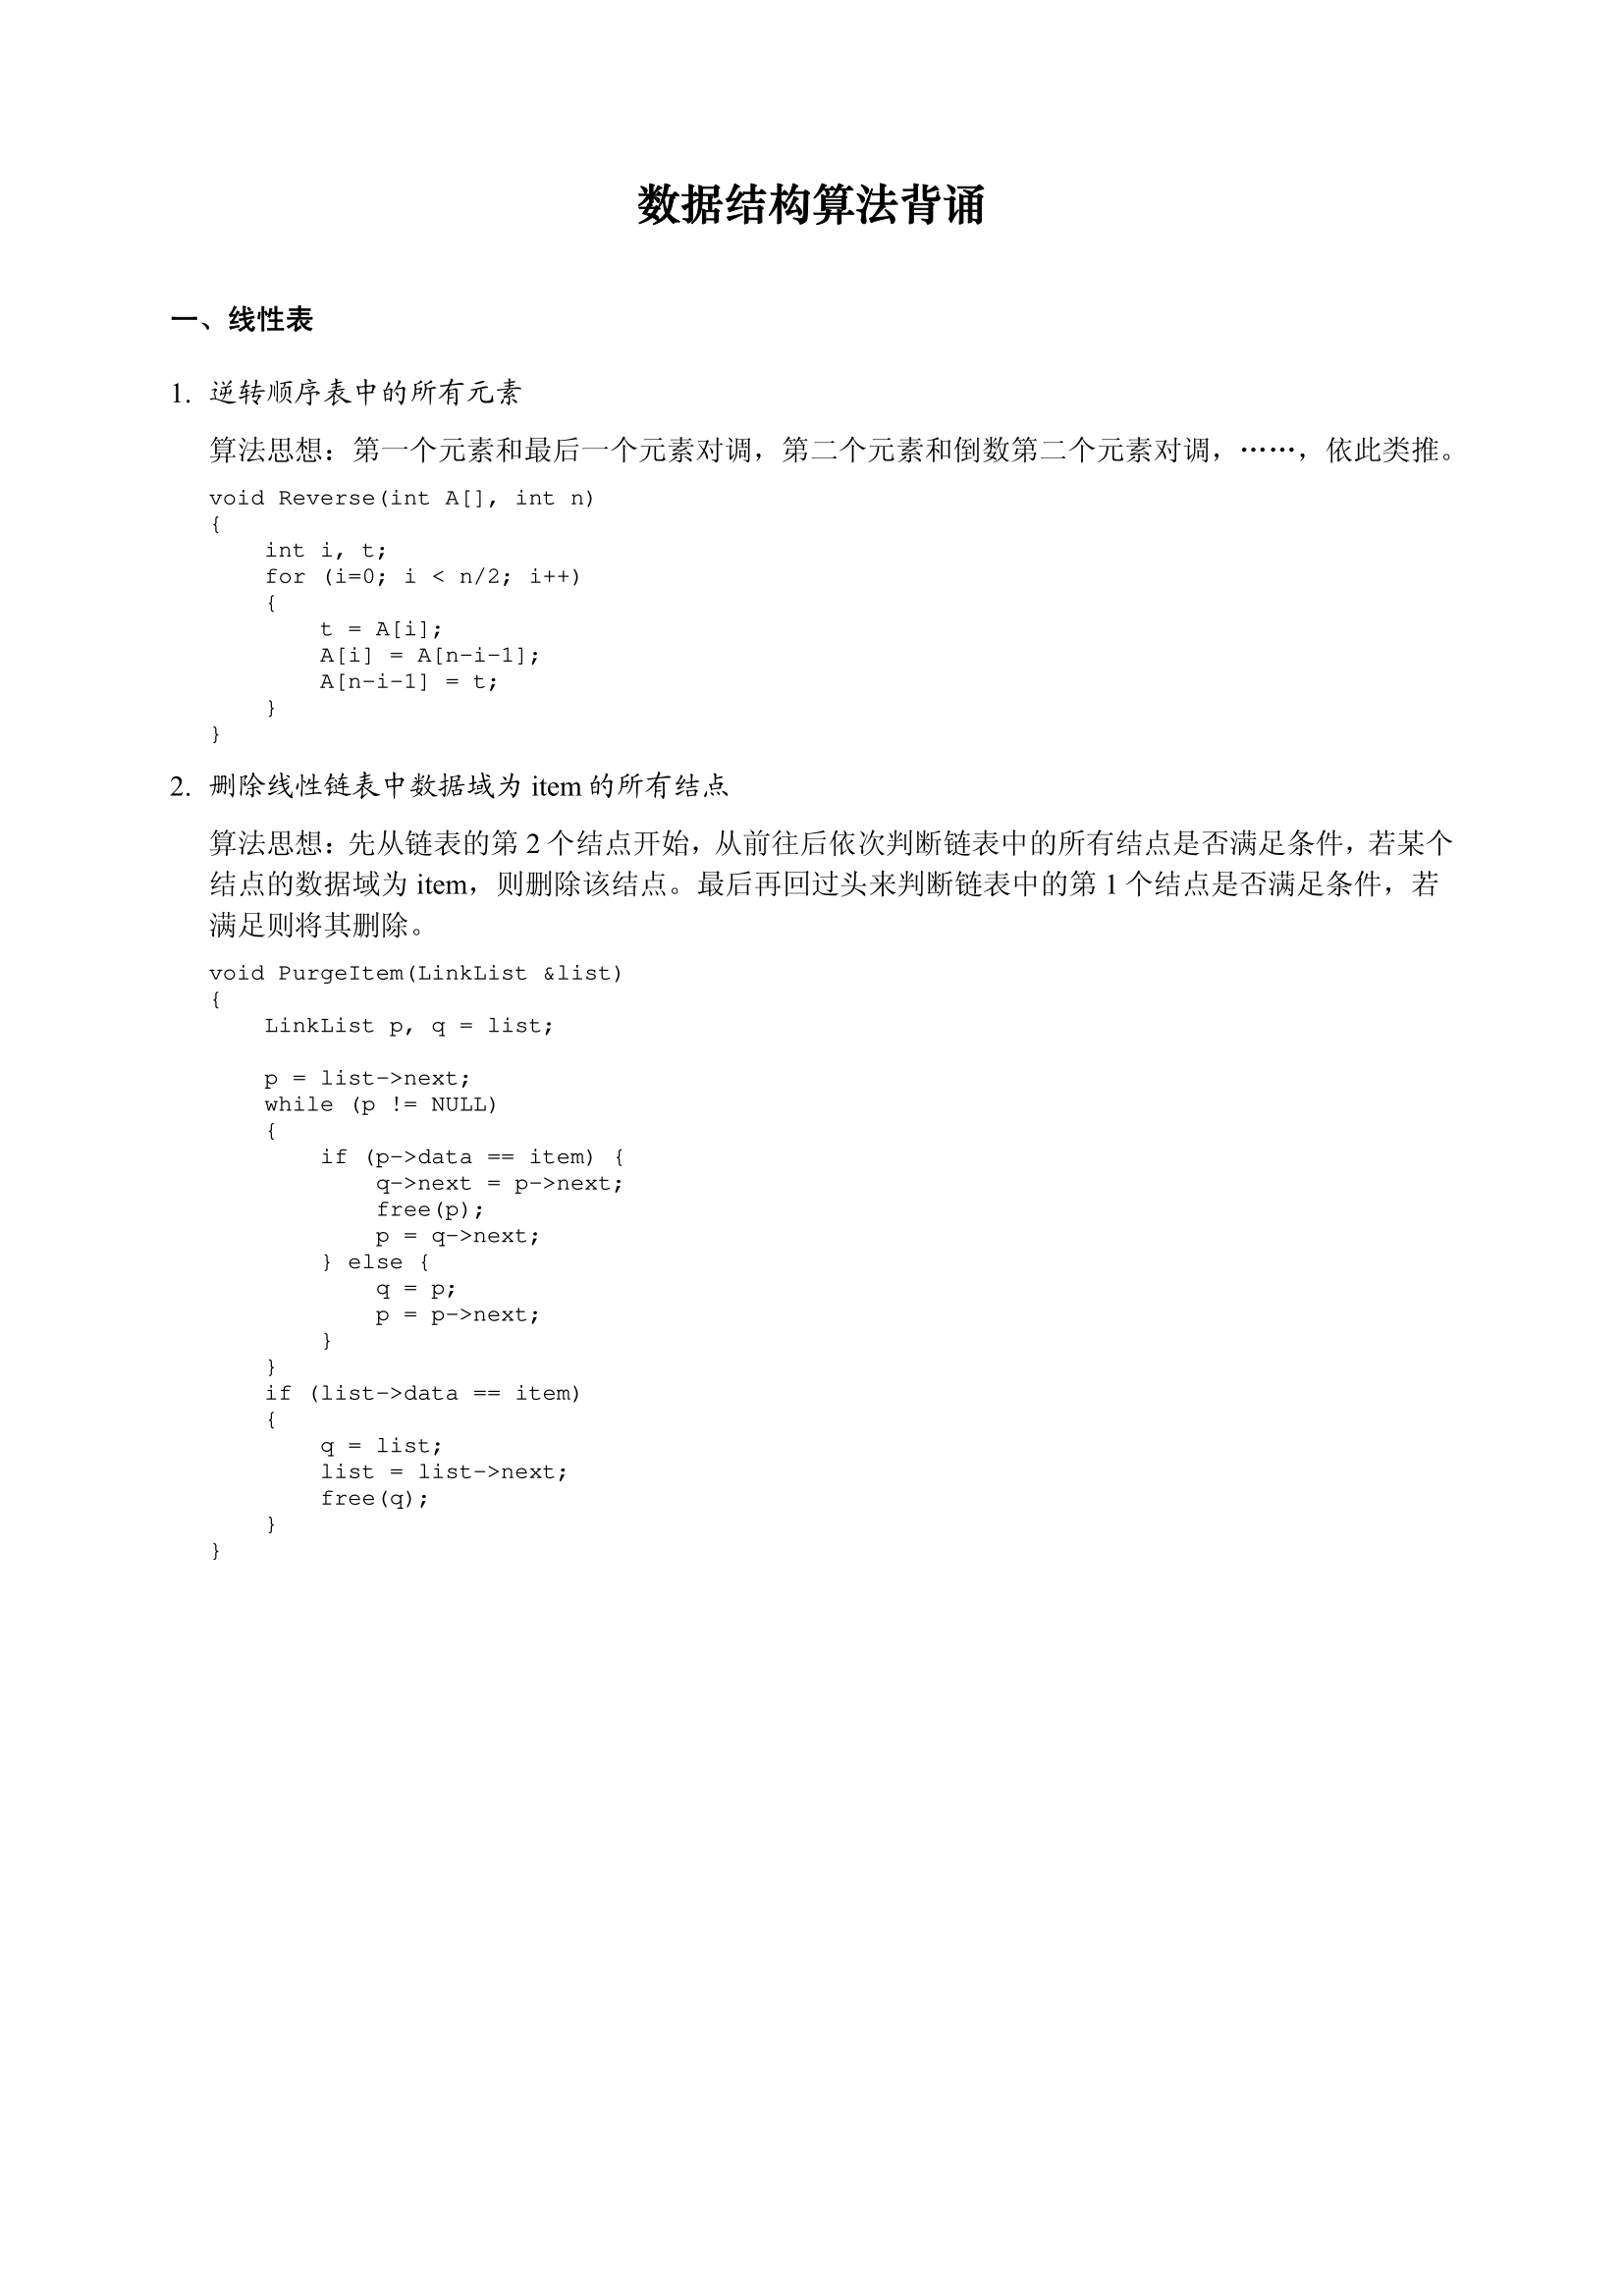 数据结构算法背诵
一、线性表
1. 逆转顺序表中的所有元素
算法思想：第一个元素和最后一个元素对调，第二个元素和倒数第二个元素对调，……，依此类推。
void Reverse(int A[], int n)
{
    int i, t;
    for (i=0; i < n/2; i++)
    {
        t = A[i];
        A[i] = A[n-i-1];
        A[n-i-1] = t;
    }
}
2. 删除线性链表中数据域为 item 的所有结点
算法思想：先从链表的第 2 个结点开始，从前往后依次判断链表中的所有结点是否满足条件，若某个
结点的数据域为 item，则删除该结点。最后再回过头来判断链表中的第 1 个结点是否满足条件，若
满足则将其删除。
void PurgeItem(LinkList &list)
{
    LinkList p, q = list;
    p = list->next;
    while (p != NULL)
    {
        if (p->data == item) {
            q->next = p->next;
            free(p);
            p = q->next;
        } else {
            q = p;
            p = p->next;
        }
    }
    if (list->data == item)
    {
        q = list;
        list = list->next;
        free(q);
    }
}